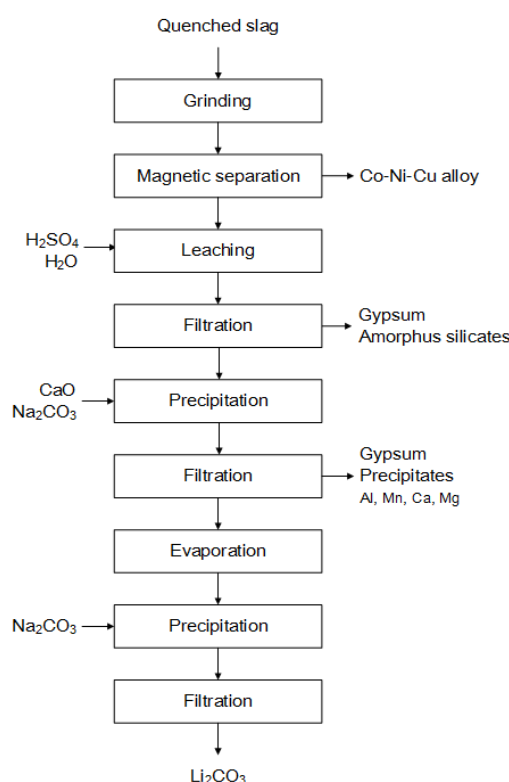 Quenched slag
Grinding
Magnetic separation
Co-Ni-Cu alloy
H₂SO₄
H₂O
Leaching
Filtration
Gypsum
Amorphus silicates
CaO
Na₂CO₃
Precipitation
Filtration
Gypsum
Precipitates
Al, Mn, Ca, Mg
Evaporation
Na₂CO₃
Precipitation
Filtration
Li₂CO₃